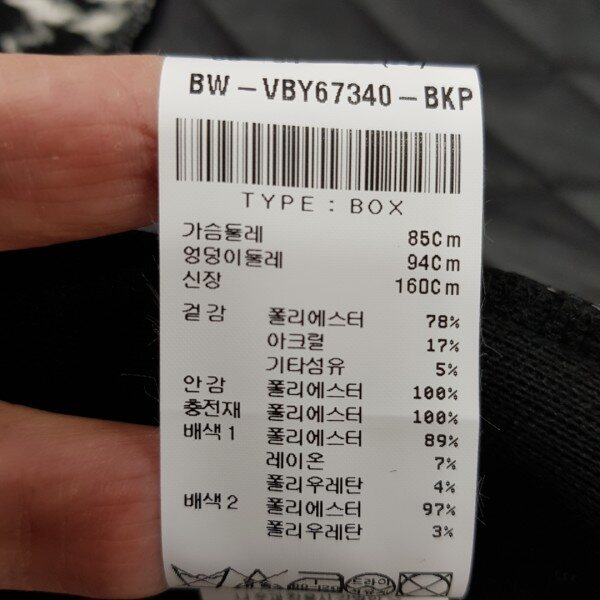 BW-VBY67340-BKP
TYPE : BOX
가슴둘레 85Cm
엉덩이둘레 94Cm
신장 160Cm
겉감 폴리에스터 78%
아크릴 17%
기타섬유 5%
안감 폴리에스터 100%
충전재 폴리에스터 100%
배색1 폴리에스터 89%
레이온 7%
폴리우레탄 4%
배색2 폴리에스터 97%
폴리우레탄 3%
드라이